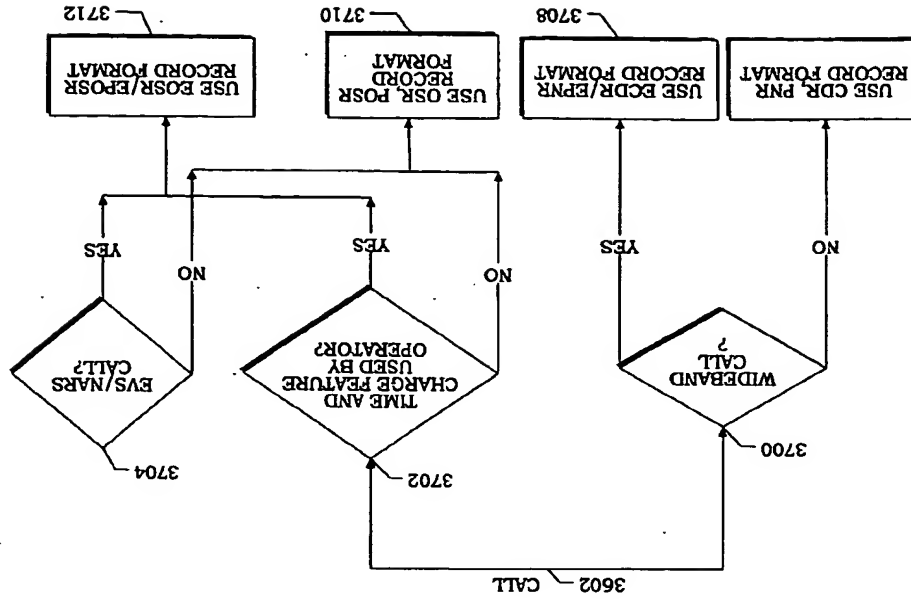 CALL
3602
3700
WIDEBAND
CALL
?
NO
YES
USE CDR, PNR
RECORD FORMAT
USE ECDR/EPNR
RECORD FORMAT
3708
3702
TIME AND
CHARGE FEATURE
USED BY
OPERATOR?
NO
YES
3704
EVS/NARS
CALL?
NO
YES
USE OSR, POSR
RECORD
FORMAT
3710
USE EOSR/EPOSR
RECORD FORMAT
3712